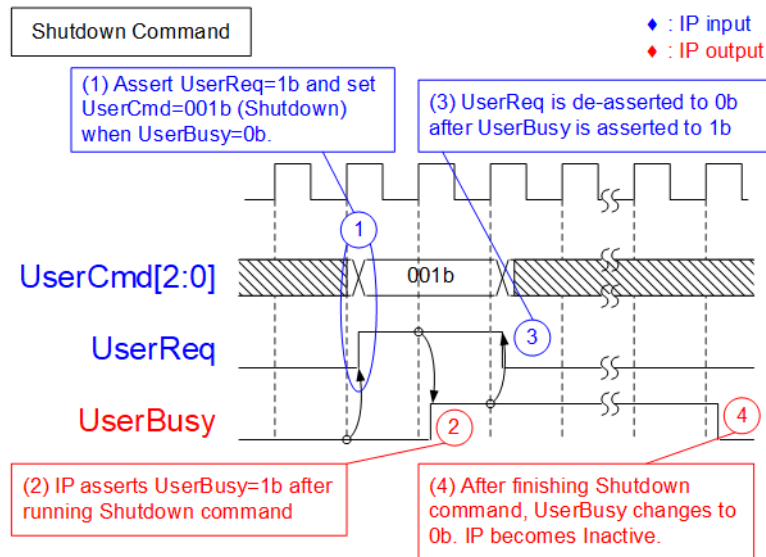 Shutdown Command
♦ : IP input
♦ : IP output
(1) Assert UserReq=1b and set
UserCmd=001b (Shutdown)
when UserBusy=0b.
(3) UserReq is de-asserted to 0b
after UserBusy is asserted to 1b
1
UserCmd[2:0]
001b
UserReq
3
UserBusy
2
4
(2) IP asserts UserBusy=1b after
running Shutdown command
(4) After finishing Shutdown
command, UserBusy changes to
0b. IP becomes Inactive.